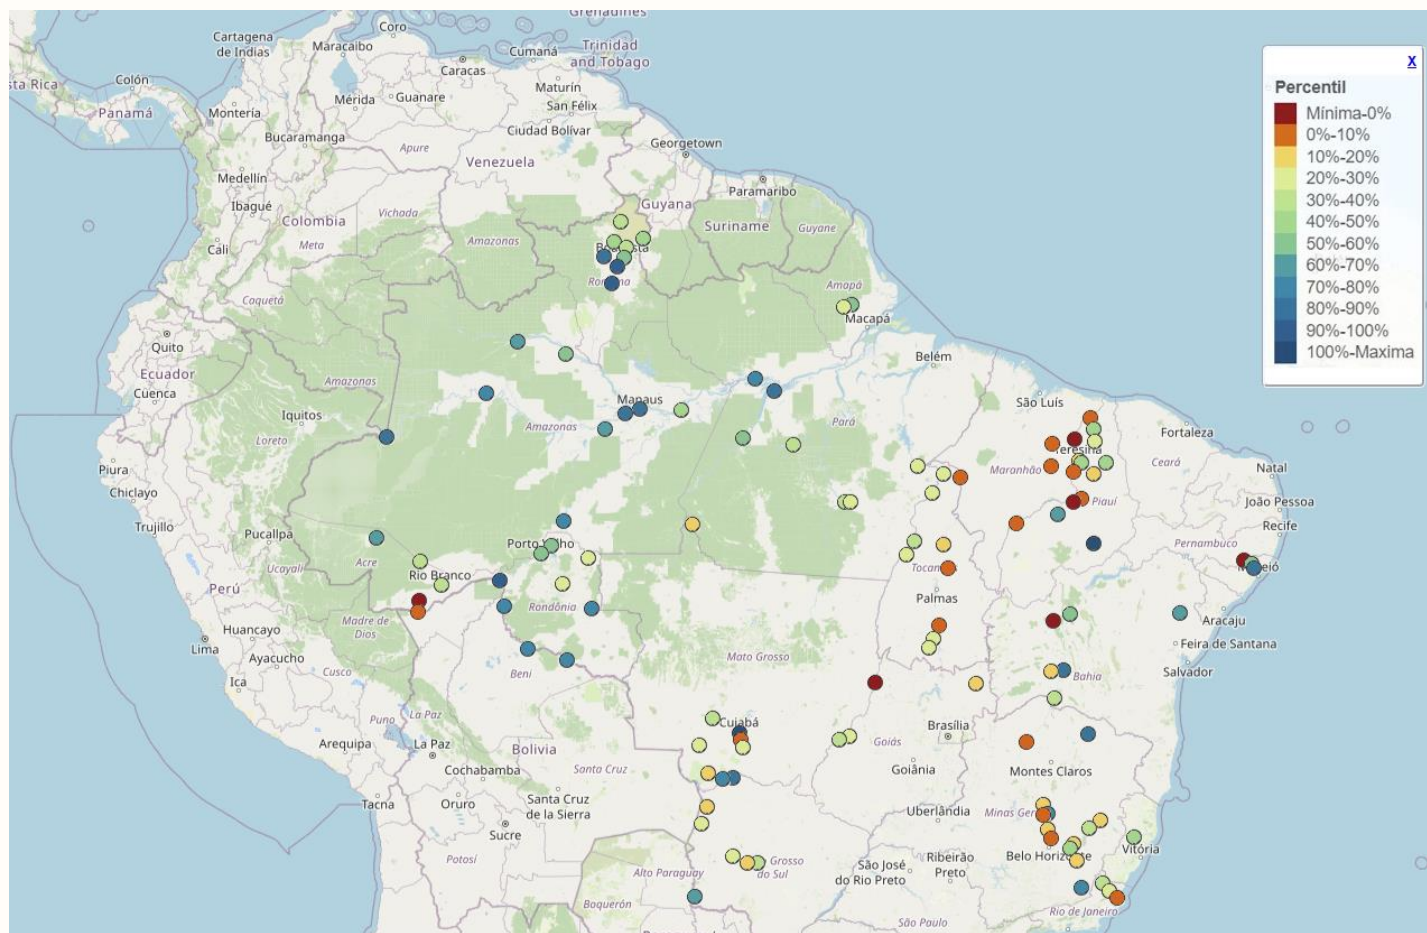 Grenadines
Coro
Cartagena
de Indias
Maracaibo
Cumaná
Trinidad
and Tobago
sta Rica
Colón
Caracas
Maturín
Panamá
Montería
Mérida
Guanare
San Félix
Ciudad Bolívar
Bucaramanga
Apure
Georgetown
Venezuela
Medellín
Paramaribo
Ibagué
Colombia
Vichada
Guyana
Cali
Meta
Amazonas
Suriname
Guyane
Caquetá
Amapá
Macapá
Quito
Ecuador
Cuenca
Amazonas
Belém
Iquitos
Manaus
São Luís
Loreto
Amazonas
Pará
Fortaleza
Teresina
Piura
Maranhão
Ceará
Natal
Chiclayo
Piauí
João Pessoa
Trujillo
Recife
Pucallpa
Porto Velho
Pernambuco
Ucayali
Acre
Rio Branco
Maceió
Perú
Rondônia
Palmas
Huancayo
Madre de
Dios
Aracaju
Lima
Feira de Santana
Ayacucho
Mato Grosso
Ica
Cusco
Beni
Bahia
Salvador
Puno
La Paz
Cuiabá
Brasília
Arequipa
La Paz
Bolivia
Goiás
Cochabamba
Santa Cruz
Goiânia
Montes Claros
Tacna
Oruro
Santa Cruz
de la Sierra
Uberlândia
Sucre
Potosí
São José
do Rio Preto
Ribeirão
Preto
Belo Horizonte
Vitória
Alto Paraguay
Grosso
do Sul
Boquerón
São Paulo
Rio de Janeiro
X
Percentil
Mínima-0%
0%-10%
10%-20%
20%-30%
30%-40%
40%-50%
50%-60%
60%-70%
70%-80%
80%-90%
90%-100%
100%-Maxima